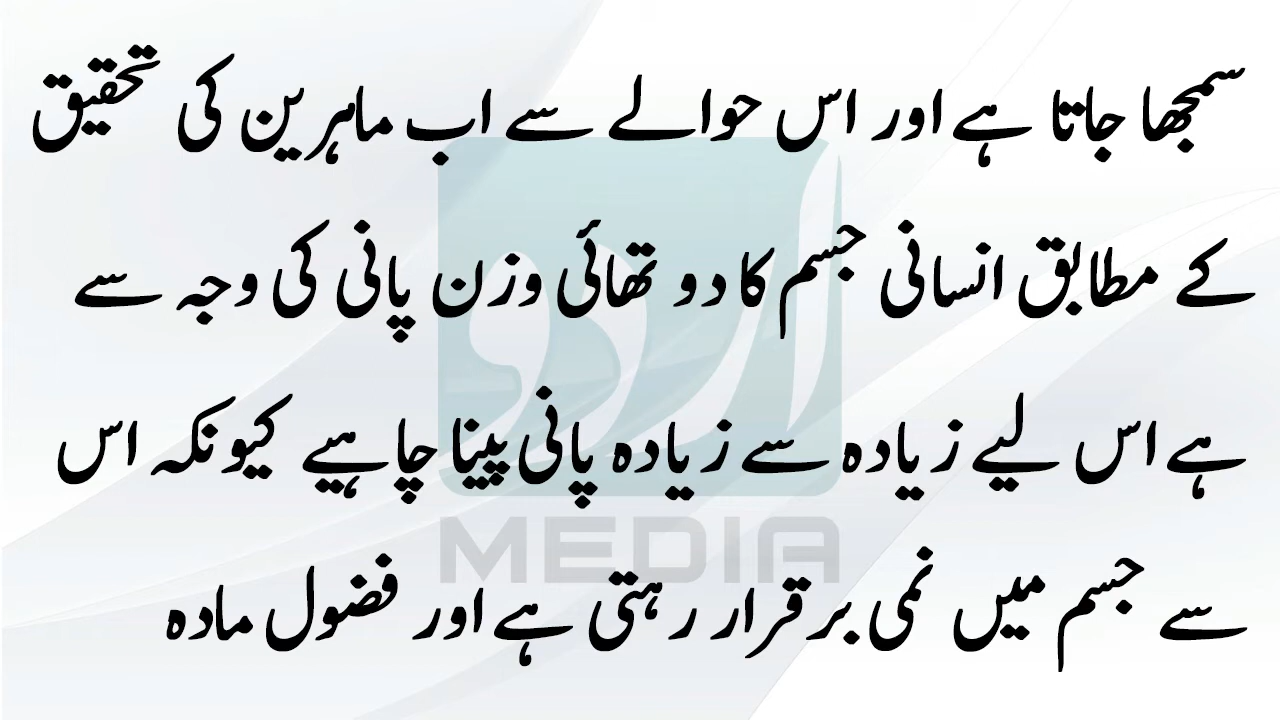 سمجھا جاتا ہے اور اس حوالے سے اب ماہرین کی تحقیق
کے مطابق انسانی جسم کا دو تھائی وزن پانی کی وجہ سے
ہے اس لیے زیادہ سے زیادہ پانی پینا چاہیے کیونکہ اس
سے جسم میں نمی برقرار رہتی ہے اور فضول مادہ
اردو
MEDIA